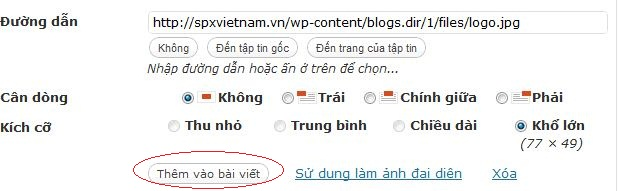 Đường dẫn http://spxvietnam.vn/wp-content/blogs.dir/1/files/logo.jpg
Không Đến tập tin gốc Đến trang của tập tin
Nhập đường dẫn hoặc ấn ở trên để chọn...
Cân dòng Không Trái Chính giữa Phải
Kích cỡ Thu nhỏ Trung bình Chiều dài Khổ lớn
(77 × 49)
Thêm vào bài viết Sử dụng làm ảnh đại diện Xóa